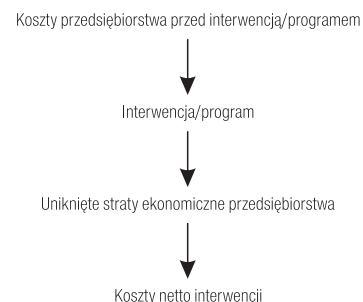 Koszty przedsiębiorstwa przed interwencją/programem
Interwencja/program
Uniknięte straty ekonomiczne przedsiębiorstwa
Koszty netto interwencji